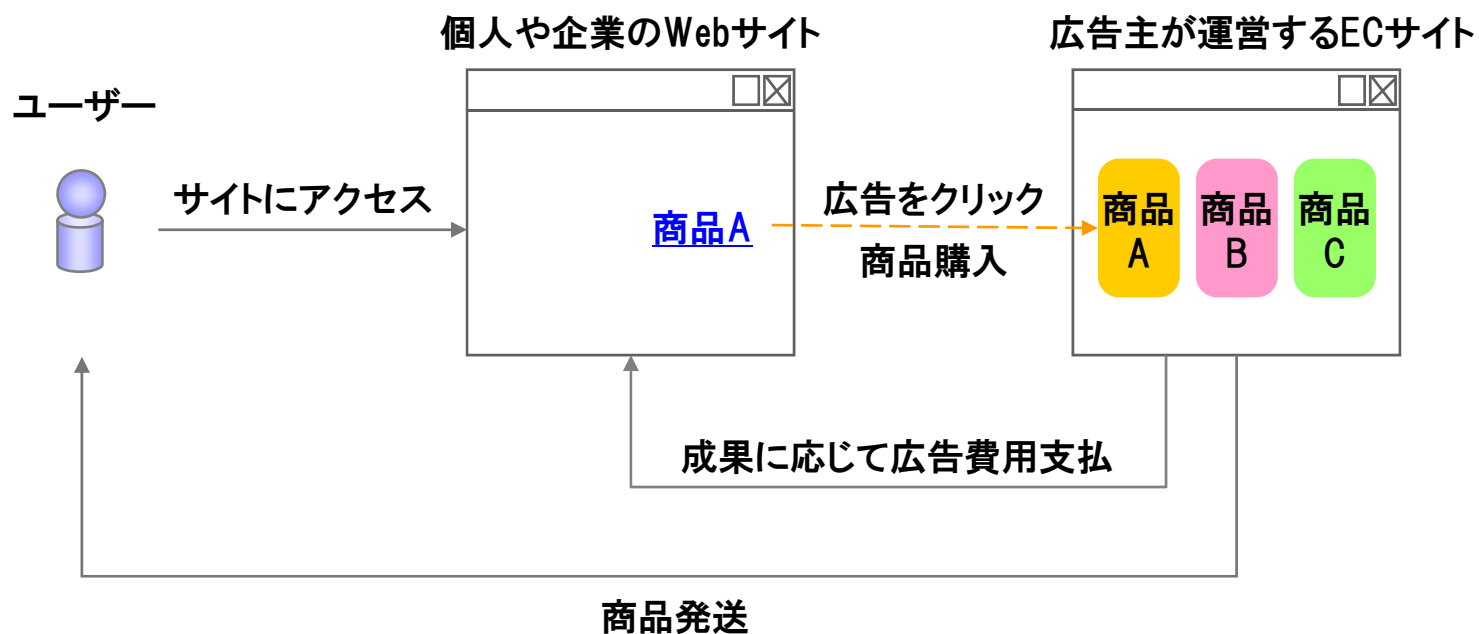 個人や企業のWebサイト
広告主が運営するECサイト
ユーザー
サイトにアクセス
商品A
広告をクリック
商品購入
商品
A
商品
B
商品
C
成果に応じて広告費用支払
商品発送